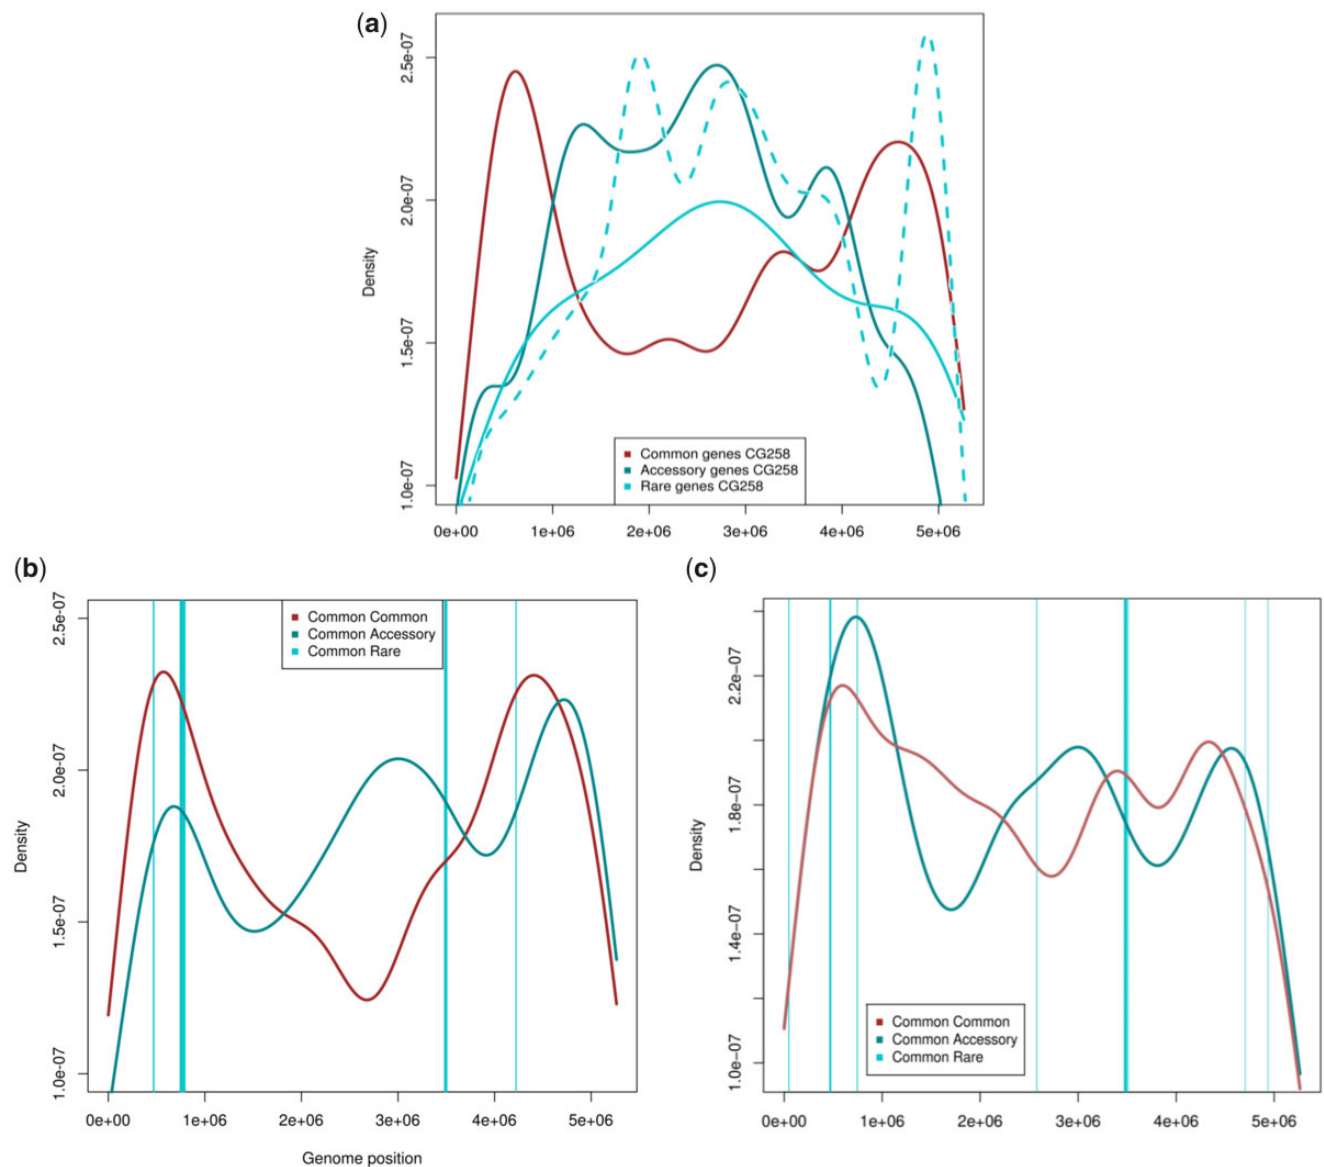 (a)
2.5e-07
2.0e-07
1.5e-07
1.0e-07
Density
Common genes CG258
Accessory genes CG258
Rare genes CG258
0e+00 1e+06 2e+06 3e+06 4e+06 5e+06
(b)
2.5e-07
2.0e-07
1.5e-07
1.0e-07
Density
Common Common
Common Accessory
Common Rare
0e+00 1e+06 2e+06 3e+06 4e+06 5e+06
Genome position
(c)
2.2e-07
1.8e-07
1.4e-07
1.0e-07
Density
Common Common
Common Accessory
Common Rare
0e+00 1e+06 2e+06 3e+06 4e+06 5e+06